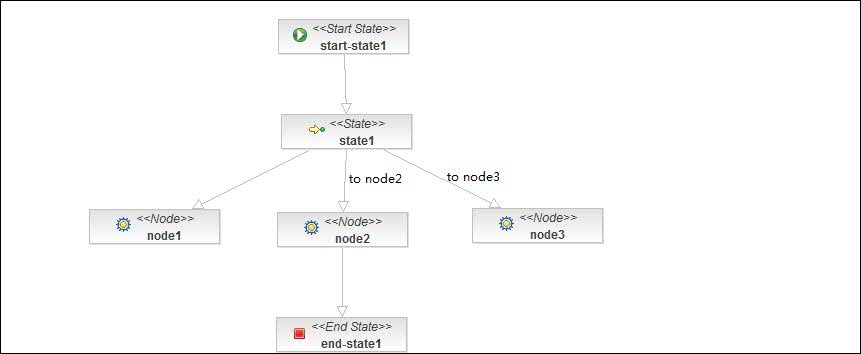 <<Start State>>
start-state1
<<State>>
state1
to node2
to node3
<<Node>>
node1
<<Node>>
node2
<<Node>>
node3
<<End State>>
end-state1